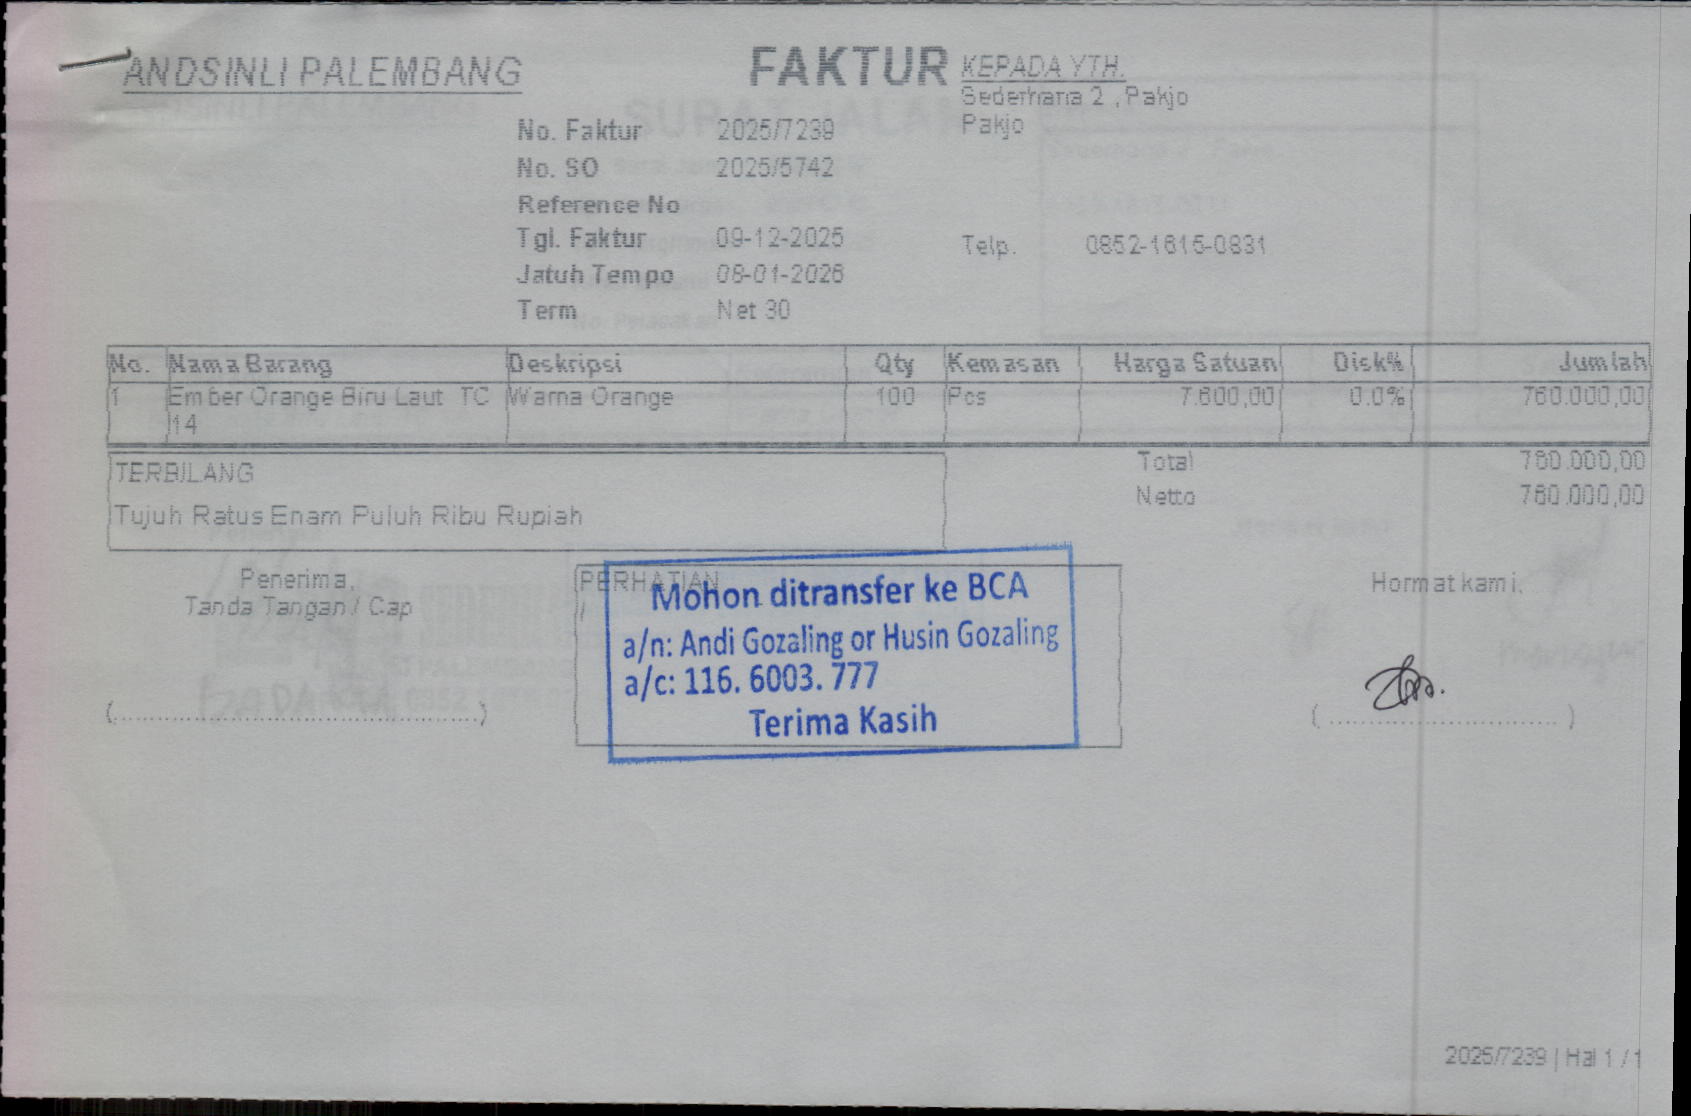 ANDSINLI PALEMBANG
FAKTUR
KEPADA YTH.
Sederhana 2 , Pakjo
Pakjo
No. Faktur 2025/7239
No. SO 2025/5742
Reference No
Tgl. Faktur 09-12-2025
Telp. 0852-1615-0831
Jatuh Tempo 08-01-2026
Term Net 30
No. Nama Barang Deskripsi Qty Kemasan Harga Satuan Disk% Jumlah
1 Ember Orange Biru Laut TC Warna Orange 100 Pcs 7.600,00 0.0% 760.000,00
14
TERBILANG
Total 760.000,00
Netto 760.000,00
Tujuh Ratus Enam Puluh Ribu Rupiah
Penerima,
Tanda Tangan / Cap
PERHATIAN
/
Mohon ditransfer ke BCA
a/n: Andi Gozaling or Husin Gozaling
a/c: 116. 6003. 777
Terima Kasih
Hormat kami,
(........................................................)
(...................................)
2025/7239 | Hal 1 / 1